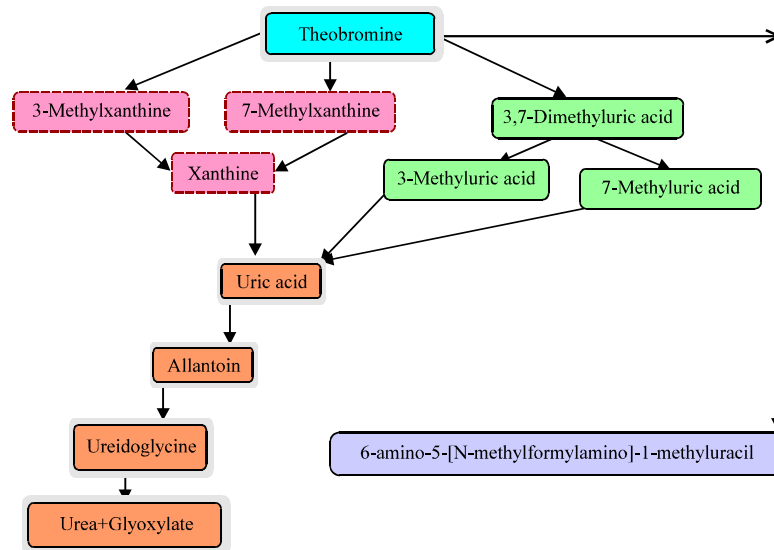 Theobromine
3-Methylxanthine
7-Methylxanthine
3,7-Dimethyluric acid
Xanthine
3-Methyluric acid
7-Methyluric acid
Uric acid
Allantoin
Ureidoglycine
6-amino-5-[N-methylformylamino]-1-methyluracil
Urea+Glyoxylate